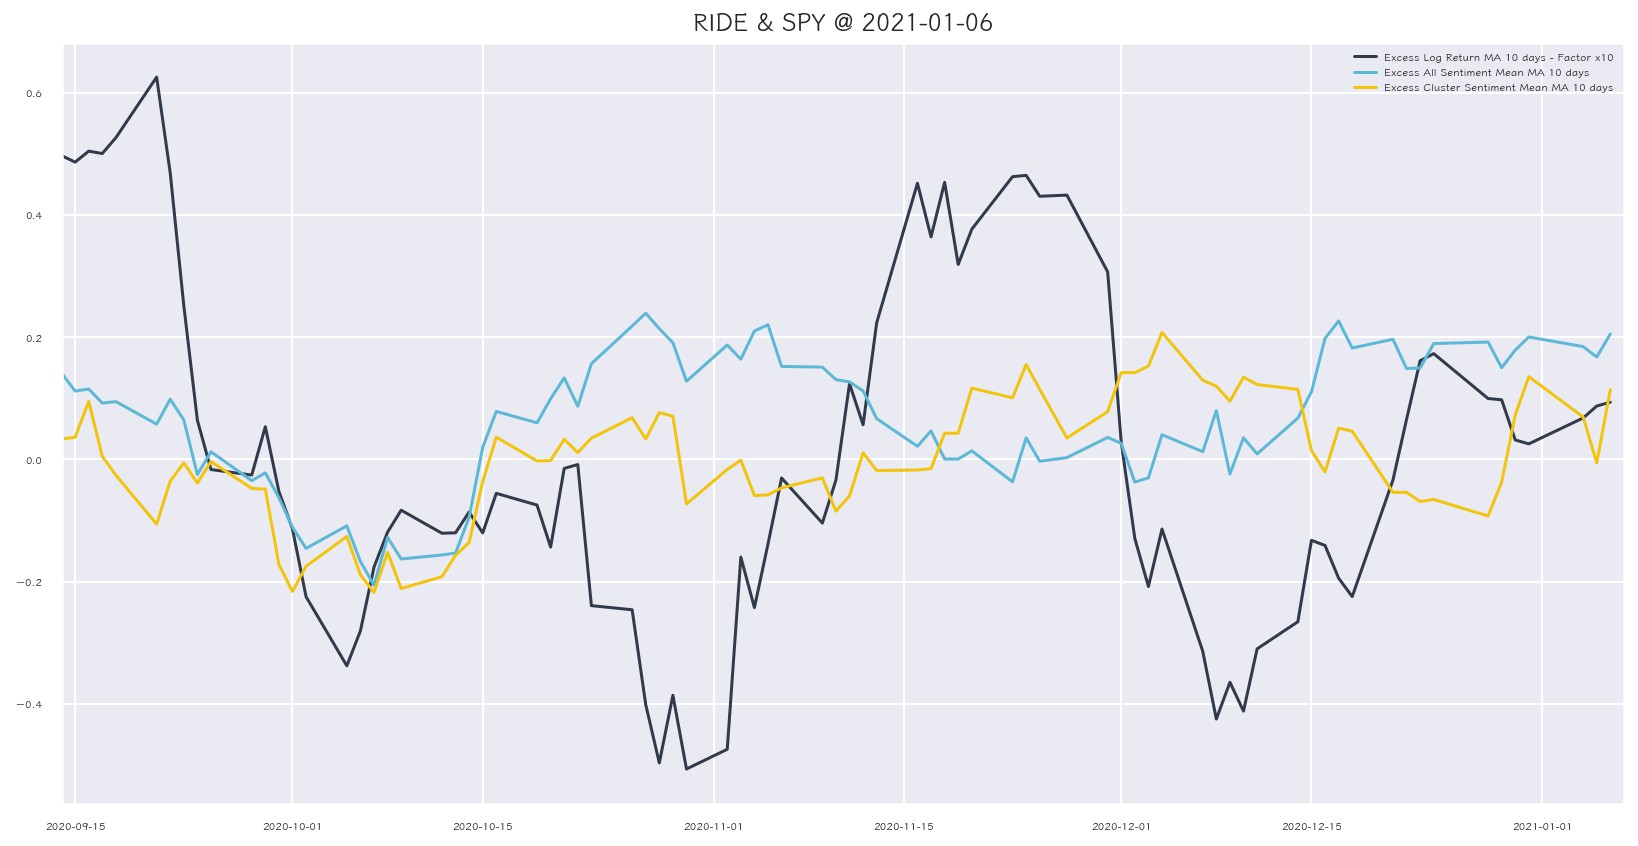 RIDE & SPY @ 2021-01-06
Excess Log Return MA 10 days - Factor x10
Excess All Sentiment Mean MA 10 days
Excess Cluster Sentiment Mean MA 10 days
0.6
0.4
0.2
0.0
−0.2
−0.4
2020-09-15 2020-10-01 2020-10-15 2020-11-01 2020-11-15 2020-12-01 2020-12-15 2021-01-01